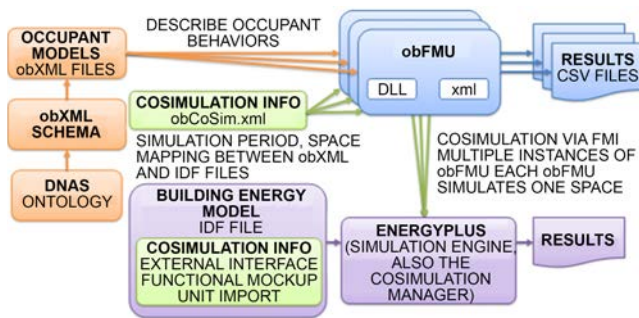 OCCUPANT
MODELS
obXML FILES
DESCRIBE OCCUPANT
BEHAVIORS
obFMU
DLL
xml
RESULTS
CSV FILES
obXML
SCHEMA
COSIMULATION INFO
obCoSim.xml
SIMULATION PERIOD, SPACE
MAPPING BETWEEN obXML
AND IDF FILES
COSIMULATION VIA FMI
MULTIPLE INSTANCES OF
obFMU EACH obFMU
SIMULATES ONE SPACE
DNAS
ONTOLOGY
BUILDING ENERGY
MODEL
IDF FILE
COSIMULATION INFO
EXTERNAL INTERFACE
FUNCTIONAL MOCKUP
UNIT IMPORT
ENERGYPLUS
(SIMULATION ENGINE,
ALSO THE
COSIMULATION
MANAGER)
RESULTS